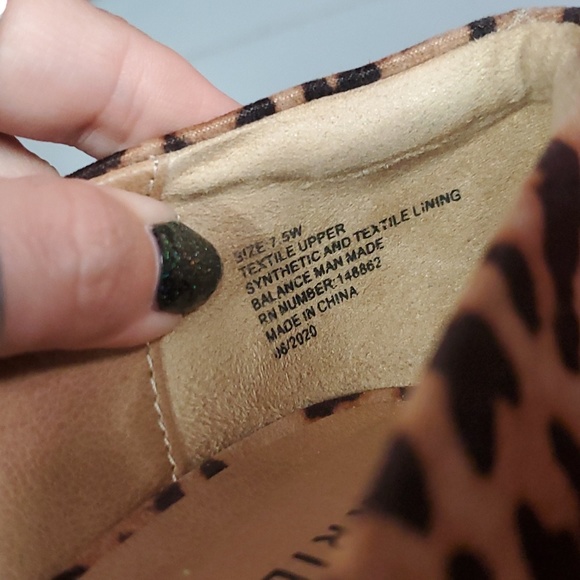 SIZE 7.5W
TEXTILE UPPER
SYNTHETIC AND TEXTILE LINING
BALANCE MAN MADE
RN NUMBER:148862
MADE IN CHINA
06/2020